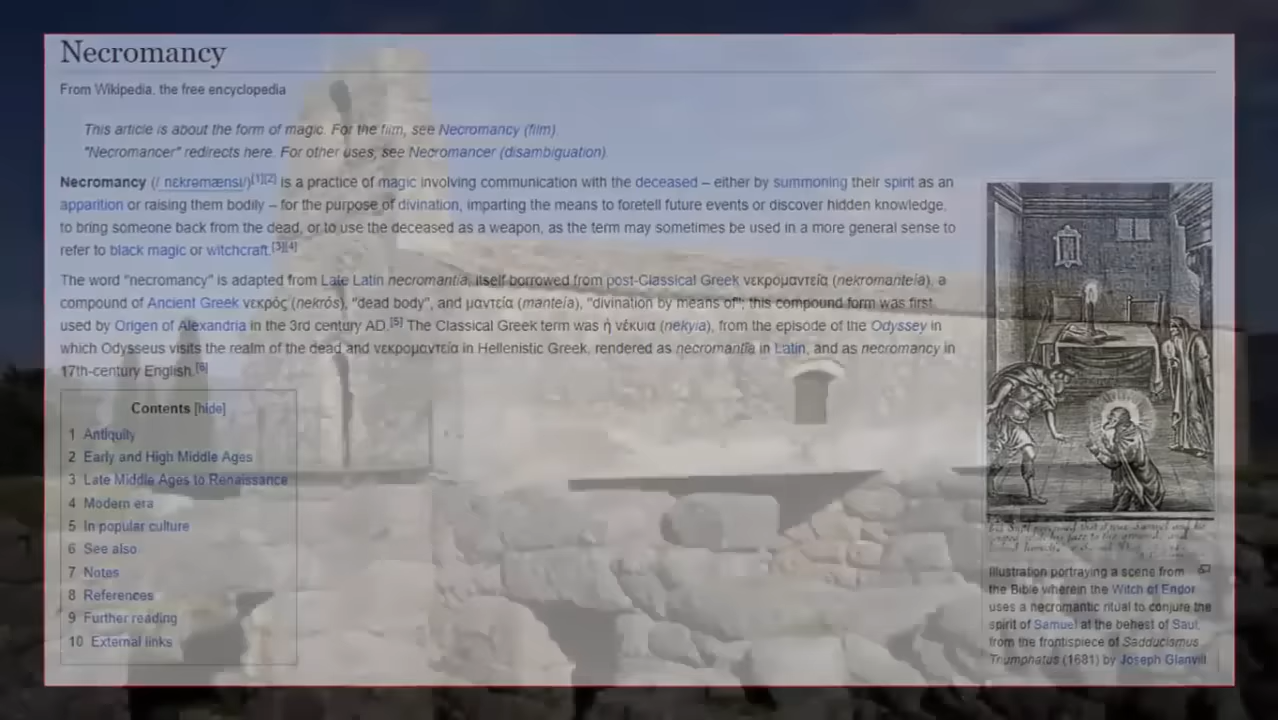 Necromancy
From Wikipedia, the free encyclopedia
This article is about the form of magic. For the film, see Necromancy (film).
"Necromancer" redirects here. For other uses, see Necromancer (disambiguation).
Necromancy (/ˈnɛkrəmænsi/)[1][2] is a practice of magic involving communication with the deceased – either by summoning their spirit as an
apparition or raising them bodily – for the purpose of divination, imparting the means to foretell future events or discover hidden knowledge,
to bring someone back from the dead, or to use the deceased as a weapon, as the term may sometimes be used in a more general sense to
refer to black magic or witchcraft.[3][4]
The word "necromancy" is adapted from Late Latin necromantia, itself borrowed from post-Classical Greek νεκρομαντεία (nekromanteía), a
compound of Ancient Greek νεκρός (nekrós), "dead body", and μαντεία (manteía), "divination by means of"; this compound form was first
used by Origen of Alexandria in the 3rd century AD.[5] The Classical Greek term was ἡ νέκυια (nekyia), from the episode of the Odyssey in
which Odysseus visits the realm of the dead and νεκρομαντεία in Hellenistic Greek, rendered as necromantīa in Latin, and as necromancy in
17th-century English.[6]
Contents [hide]
1 Antiquity
2 Early and High Middle Ages
3 Late Middle Ages to Renaissance
4 Modern era
5 In popular culture
6 See also
7 Notes
8 References
9 Further reading
10 External links
Illustration portraying a scene from
the Bible wherein the Witch of Endor
uses a necromantic ritual to conjure the
spirit of Samuel at the behest of Saul,
from the frontispiece of Sadducismus
Triumphatus (1681) by Joseph Glanvill